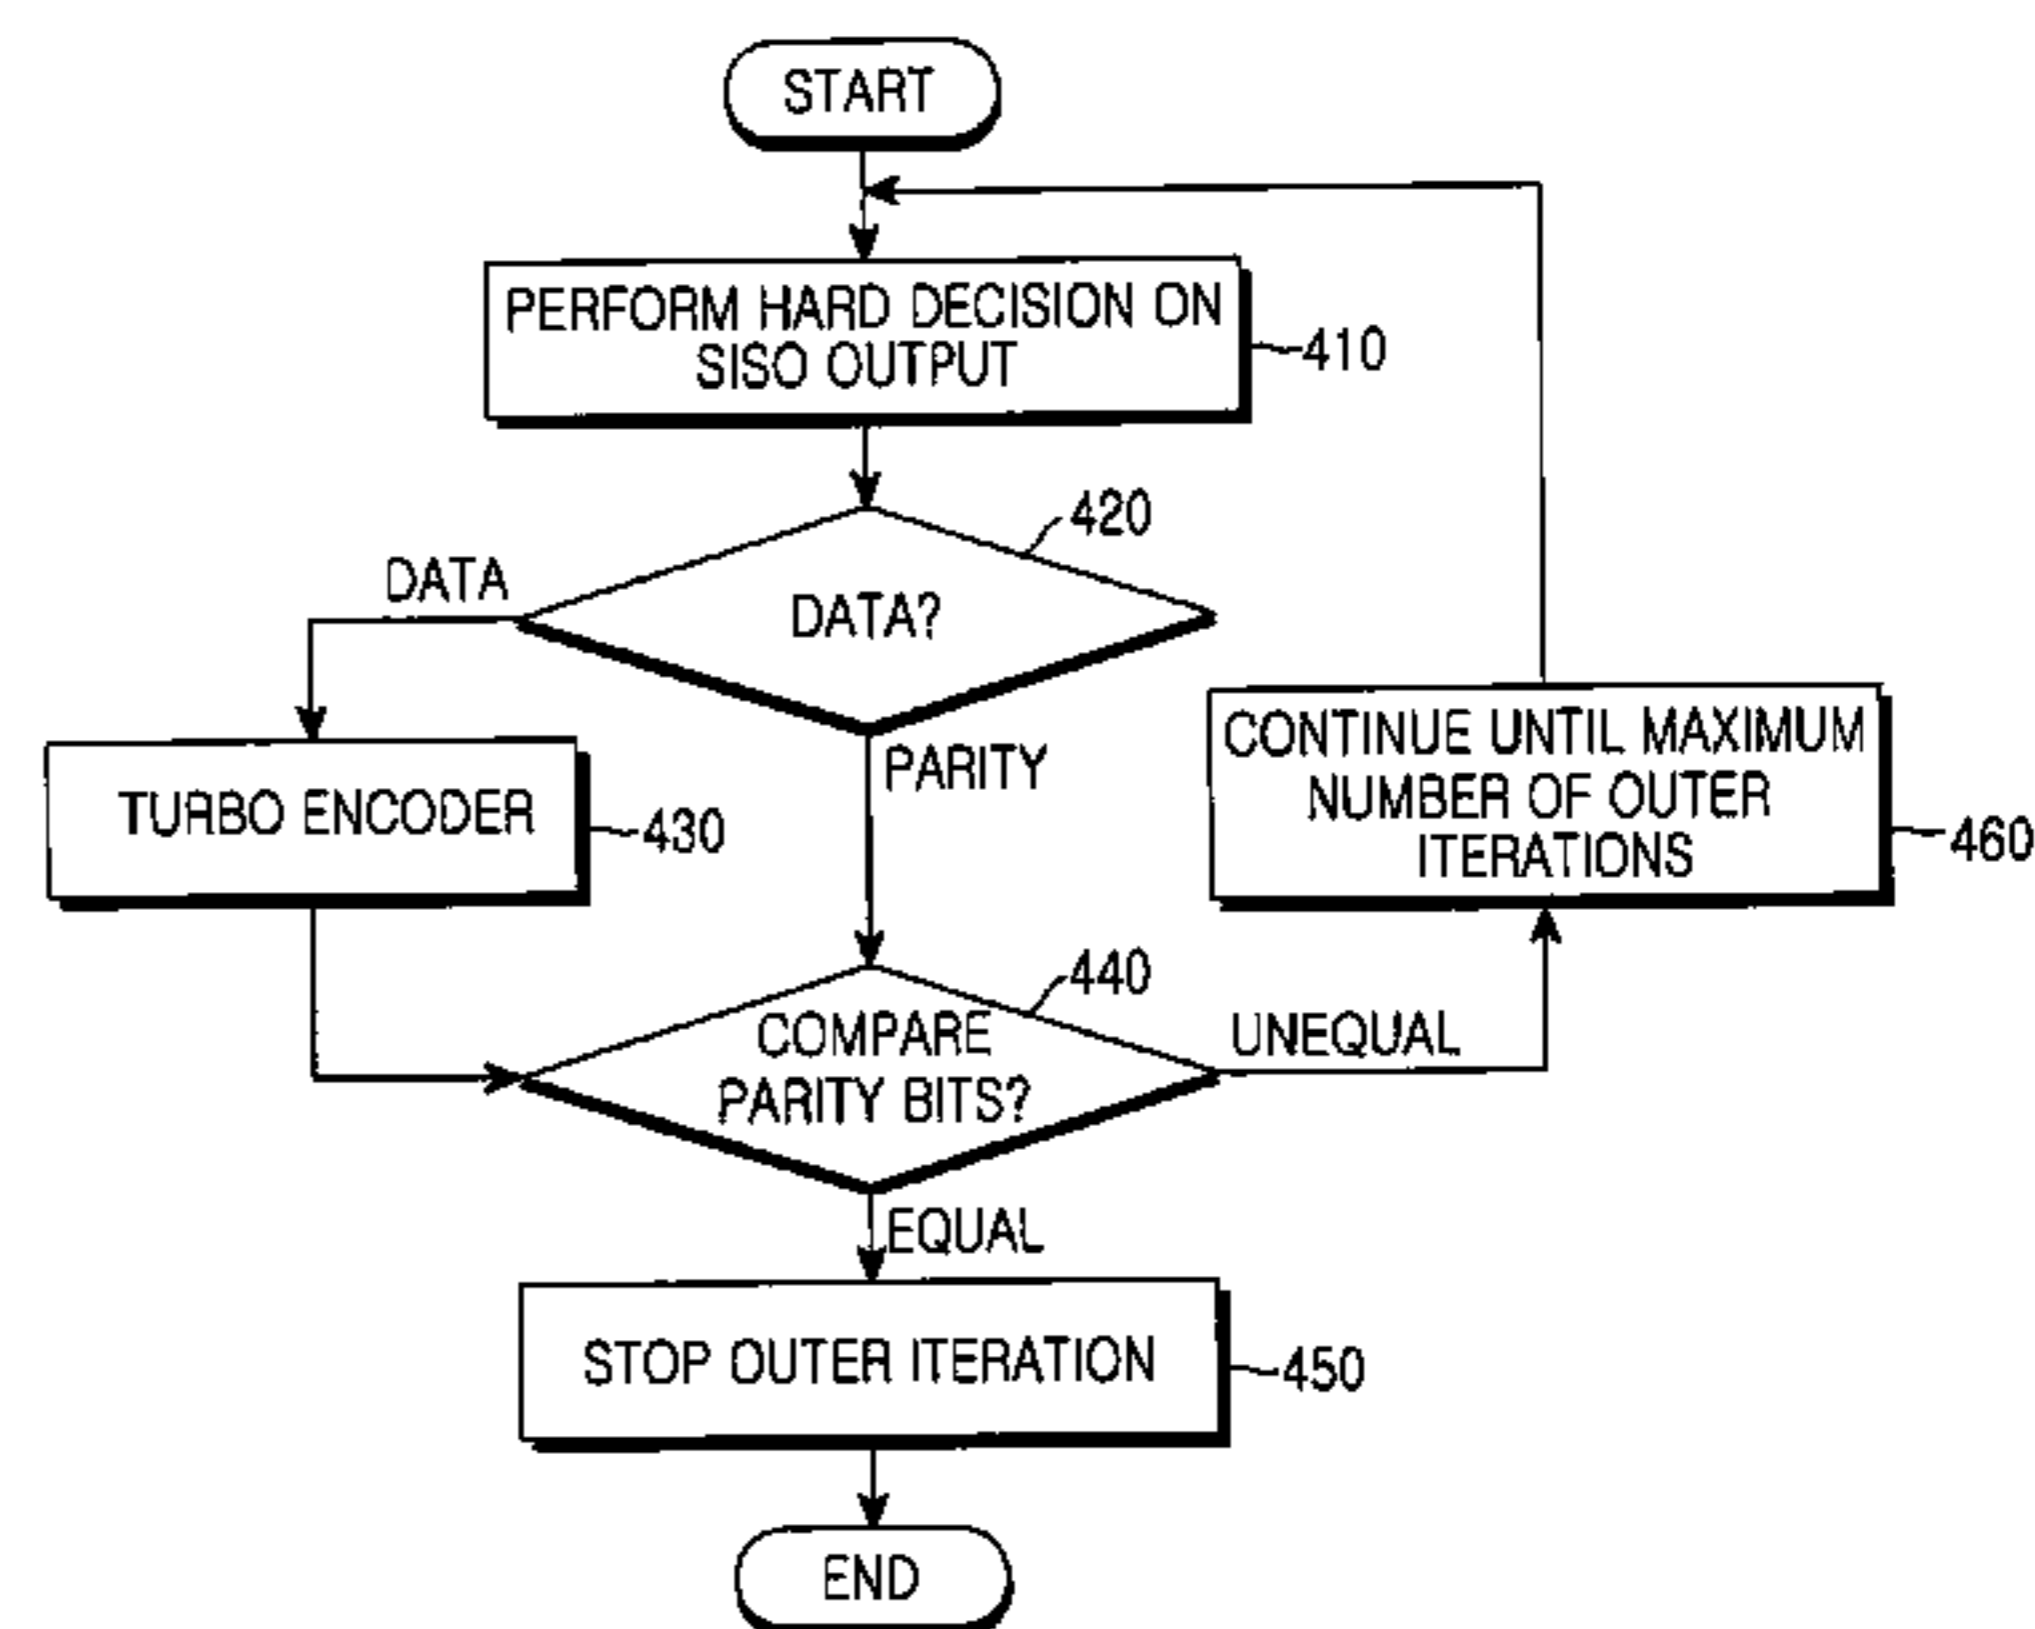 START
PERFORM HARD DECISION ON
SISO OUTPUT
410
420
DATA
DATA?
PARITY
TURBO ENCODER
430
CONTINUE UNTIL MAXIMUM
NUMBER OF OUTER
ITERATIONS
460
440
COMPARE
PARITY BITS?
UNEQUAL
EQUAL
STOP OUTER ITERATION
450
END